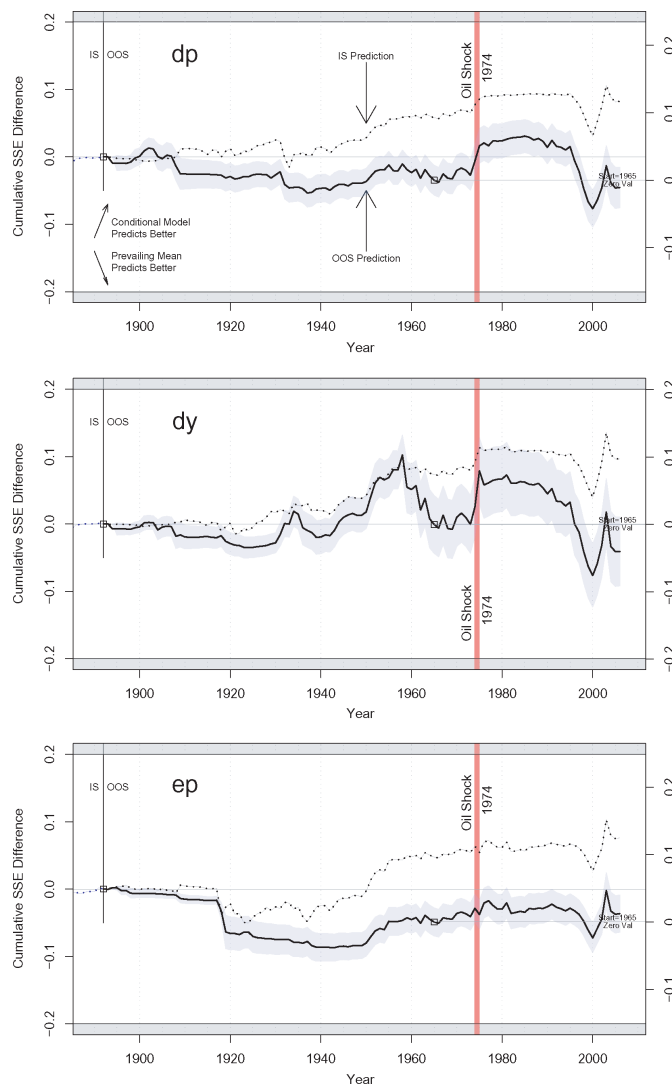 0.2
0.1
0.0
−0.1
−0.2
Cumulative SSE Difference
IS OOS
dp
IS Prediction
Oil Shock
1974
OOS Prediction
Conditional Model
Predicts Better
Prevailing Mean
Predicts Better
Start=1965
Zero Val
0.2
0.1
0
−0.1
1900 1920 1940 1960 1980 2000
Year
0.2
0.1
0.0
−0.1
−0.2
Cumulative SSE Difference
IS OOS
dy
Oil Shock
1974
Start=1965
Zero Val
0.2
0.1
0
−0.1
−0.2
1900 1920 1940 1960 1980 2000
Year
0.2
0.1
0.0
−0.1
−0.2
Cumulative SSE Difference
IS OOS
ep
Oil Shock
1974
Start=1965
Zero Val
0.2
0.1
0
−0.1
1900 1920 1940 1960 1980 2000
Year